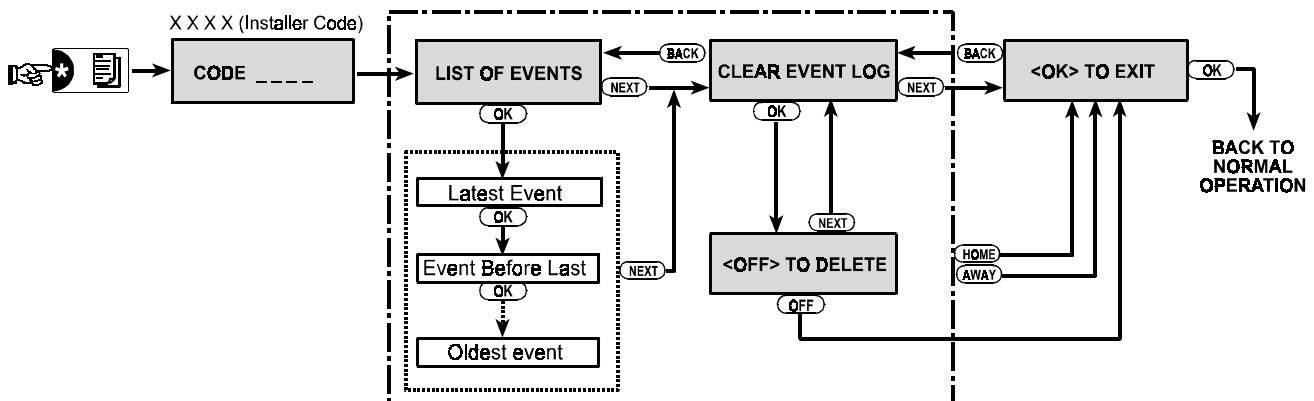 X X X X (Installer Code)
*
CODE _ _ _ _
LIST OF EVENTS
BACK
NEXT
CLEAR EVENT LOG
BACK
NEXT
<OK> TO EXIT
OK
BACK TO
NORMAL
OPERATION
OK
Latest Event
OK
Event Before Last
OK
Oldest event
NEXT
OK
NEXT
<OFF> TO DELETE
OFF
HOME
AWAY